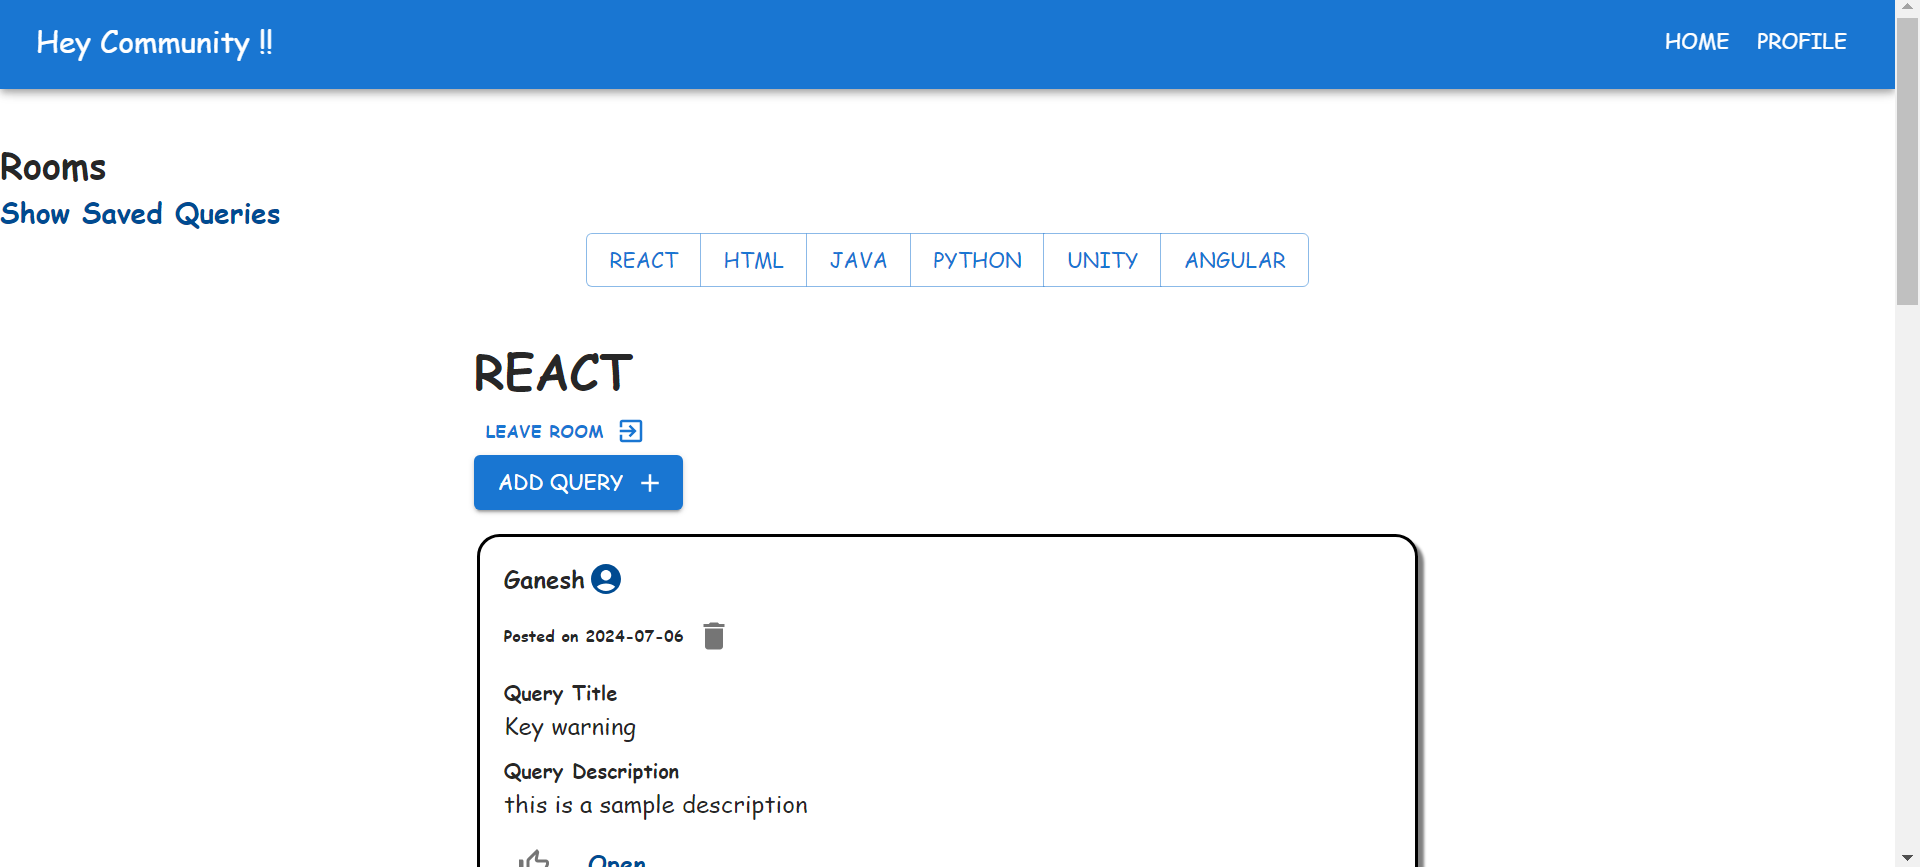 Hey Community !!
HOME PROFILE
Rooms
Show Saved Queries
REACT HTML JAVA PYTHON UNITY ANGULAR
REACT
LEAVE ROOM
ADD QUERY +
Ganesh
Posted on 2024-07-06
Query Title
Key warning
Query Description
this is a sample description
Open